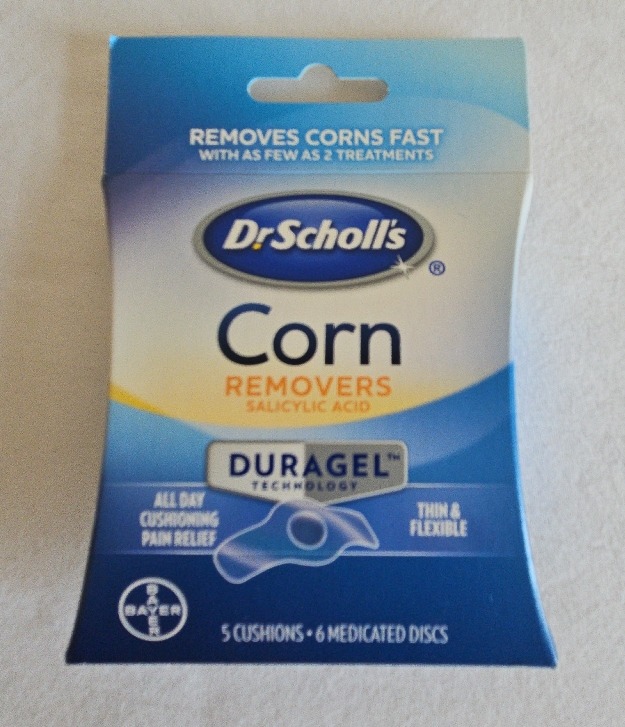 REMOVES CORNS FAST
WITH AS FEW AS 2 TREATMENTS
Dr. Scholl's
®
Corn
REMOVERS
SALICYLIC ACID
DURAGEL™
TECHNOLOGY
ALL DAY
CUSHIONING
PAIN RELIEF
THIN &
FLEXIBLE
BAYER
BAYER
5 CUSHIONS • 6 MEDICATED DISCS